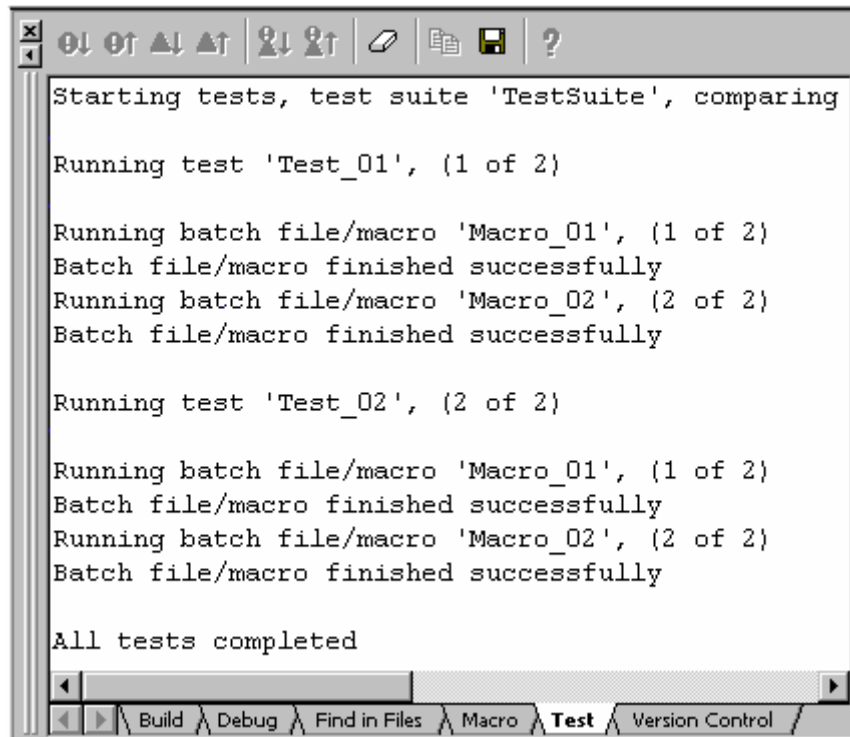 Starting tests, test suite 'TestSuite', comparing
Running test 'Test_01', (1 of 2)
Running batch file/macro 'Macro_01', (1 of 2)
Batch file/macro finished successfully
Running batch file/macro 'Macro_02', (2 of 2)
Batch file/macro finished successfully
Running test 'Test_02', (2 of 2)
Running batch file/macro 'Macro_01', (1 of 2)
Batch file/macro finished successfully
Running batch file/macro 'Macro_02', (2 of 2)
Batch file/macro finished successfully
All tests completed
Build Debug Find in Files Macro Test Version Control